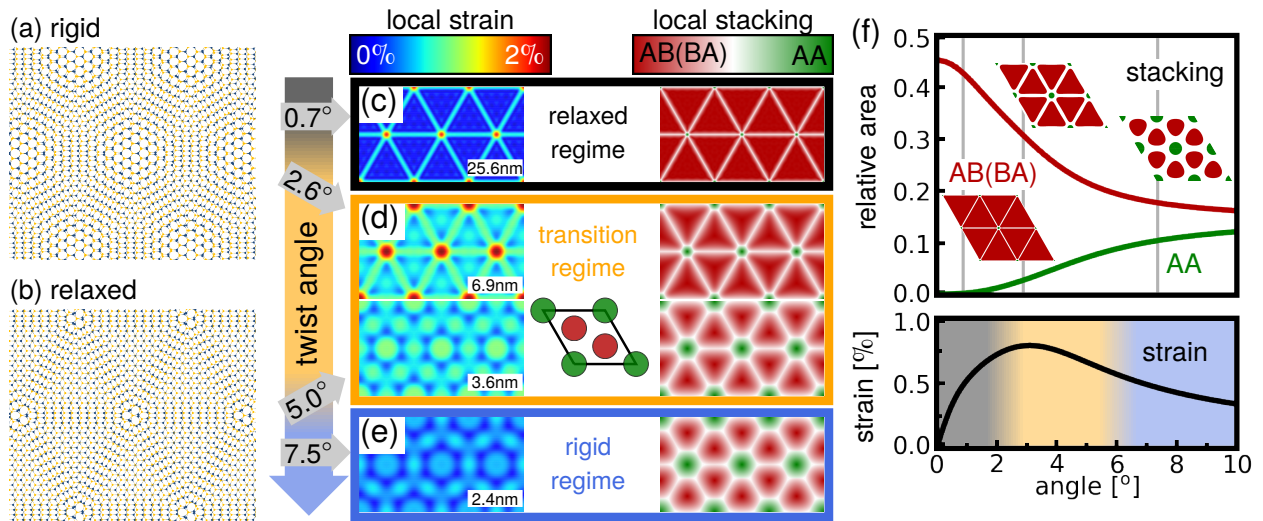 (a) rigid
(b) relaxed
twist angle
0.7°
2.6°
5.0°
7.5°
local strain
0%
2%
local stacking
AB(BA)
AA
(c)
25.6nm
relaxed
regime
(d)
6.9nm
3.6nm
transition
regime
(e)
2.4nm
rigid
regime
(f)
relative area
0.5
0.4
0.3
0.2
0.1
0.0
stacking
AB(BA)
AA
strain [%]
1.0
0.5
0.0
strain
0
2
4
6
8
10
angle [°]